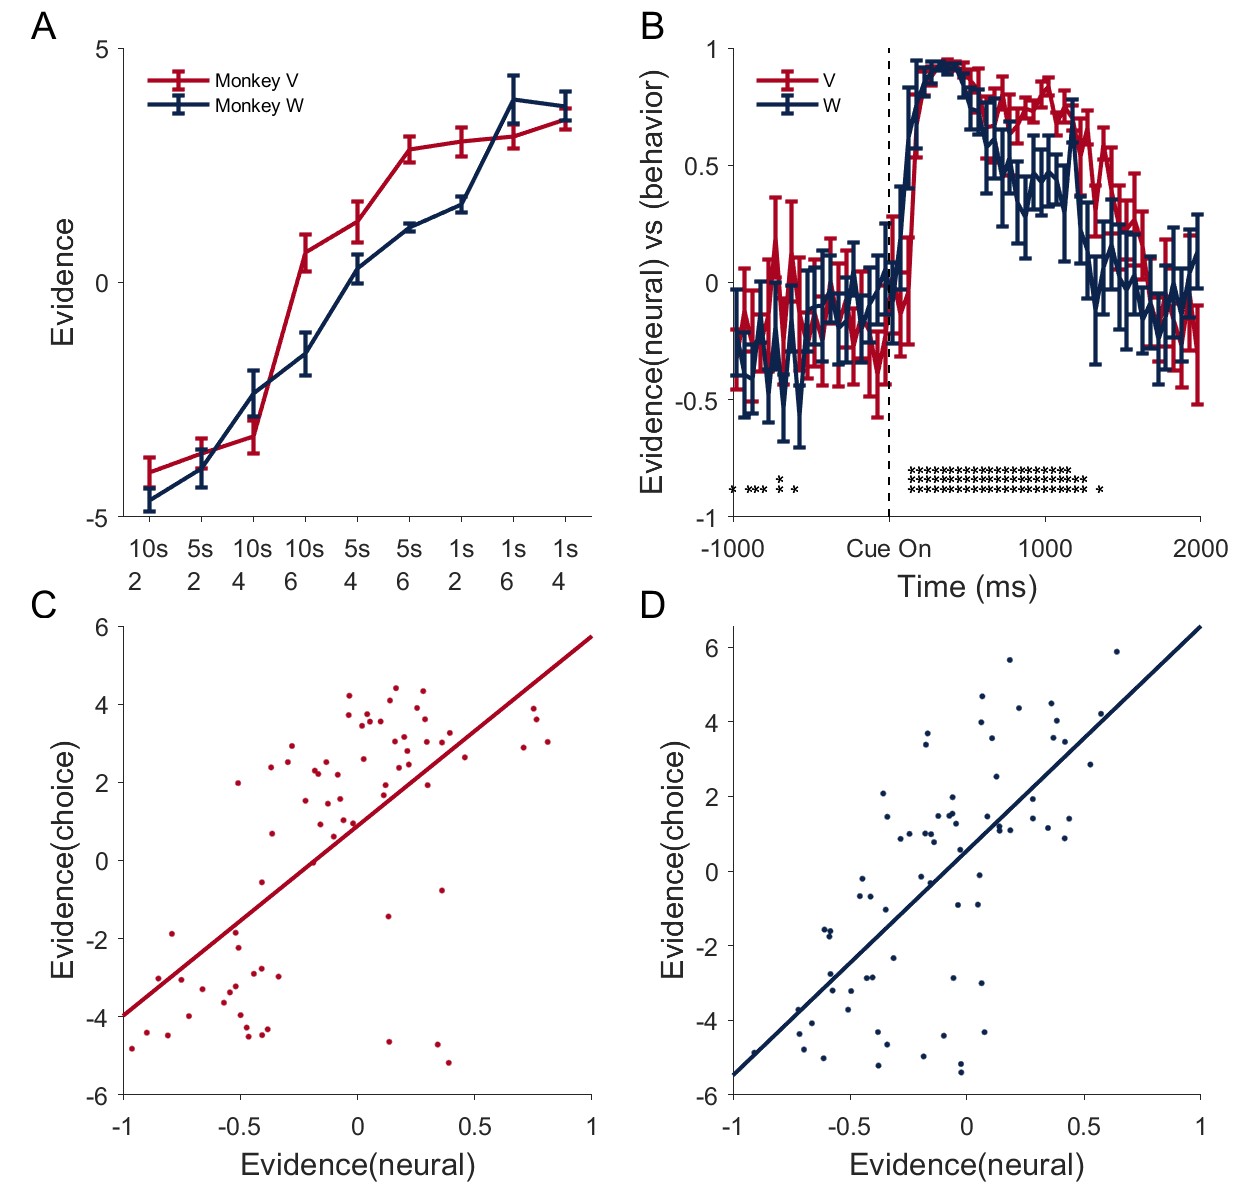 A
5
0
-5
Evidence
Monkey V
Monkey W
10s 5s 10s 10s 5s 5s 1s 1s 1s
2 2 4 6 4 6 2 6 4
B
1
0.5
0
-0.5
-1
Evidence(neural) vs (behavior)
V
W
-1000 Cue On 1000 2000
Time (ms)
C
6
4
2
0
-2
-4
-6
Evidence(choice)
-1 -0.5 0 0.5 1
Evidence(neural)
D
6
4
2
0
-2
-4
-6
Evidence(choice)
-1 -0.5 0 0.5 1
Evidence(neural)